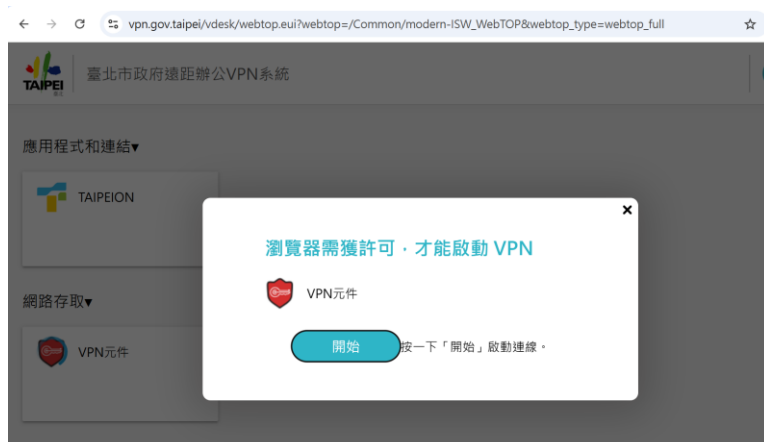 vpn.gov.taipei/vdesk/webtop.eui?webtop=/Common/modern-ISW_WebTOP&webtop_type=webtop_full
TAIPEI
臺北市政府遠距辦公VPN系統
應用程式和連結▾
TAIPEION
瀏覽器需獲許可，才能啟動 VPN
VPN元件
開始 按一下「開始」啟動連線。
網路存取▾
VPN元件